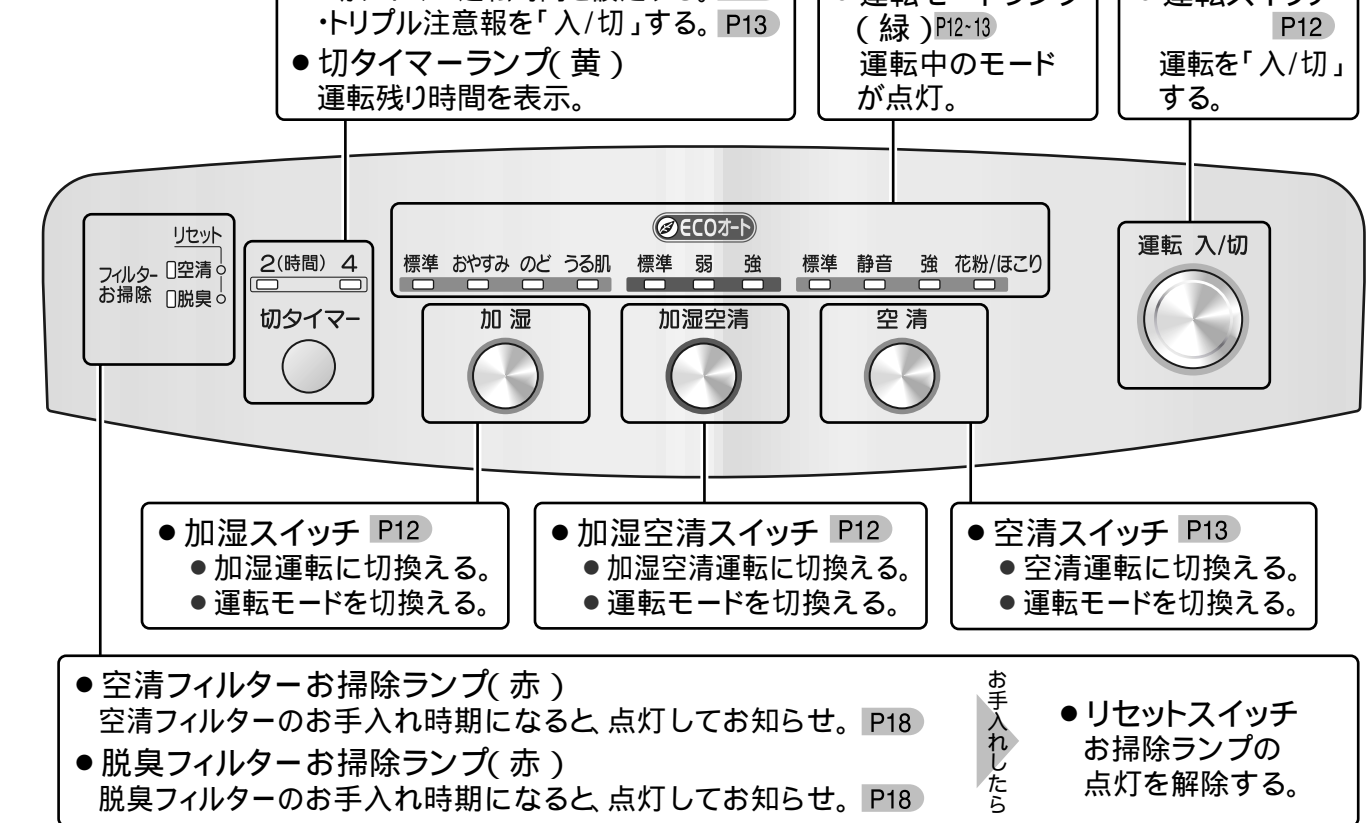 ・トリプル注意報を「入/切」する。 P13
● 切タイマーランプ(黄)
運転残り時間を表示。
(緑) P12~13
運転中のモード
が点灯。
P12
運転を「入/切」
する。
リセット
フィルター
お掃除
空清
脱臭
2(時間) 4
切タイマー
ECOオート
標準 おやすみ のど うる肌
標準 弱 強
標準 静音 強 花粉/ほこり
加湿
加湿空清
空清
運転 入/切
● 加湿スイッチ P12
● 加湿運転に切換える。
● 運転モードを切換える。
● 加湿空清スイッチ P12
● 加湿空清運転に切換える。
● 運転モードを切換える。
● 空清スイッチ P13
● 空清運転に切換える。
● 運転モードを切換える。
● 空清フィルターお掃除ランプ(赤)
空清フィルターのお手入れ時期になると、点灯してお知らせ。 P18
● 脱臭フィルターお掃除ランプ(赤)
脱臭フィルターのお手入れ時期になると、点灯してお知らせ。 P18
お手入れしたら
● リセットスイッチ
お掃除ランプの
点灯を解除する。